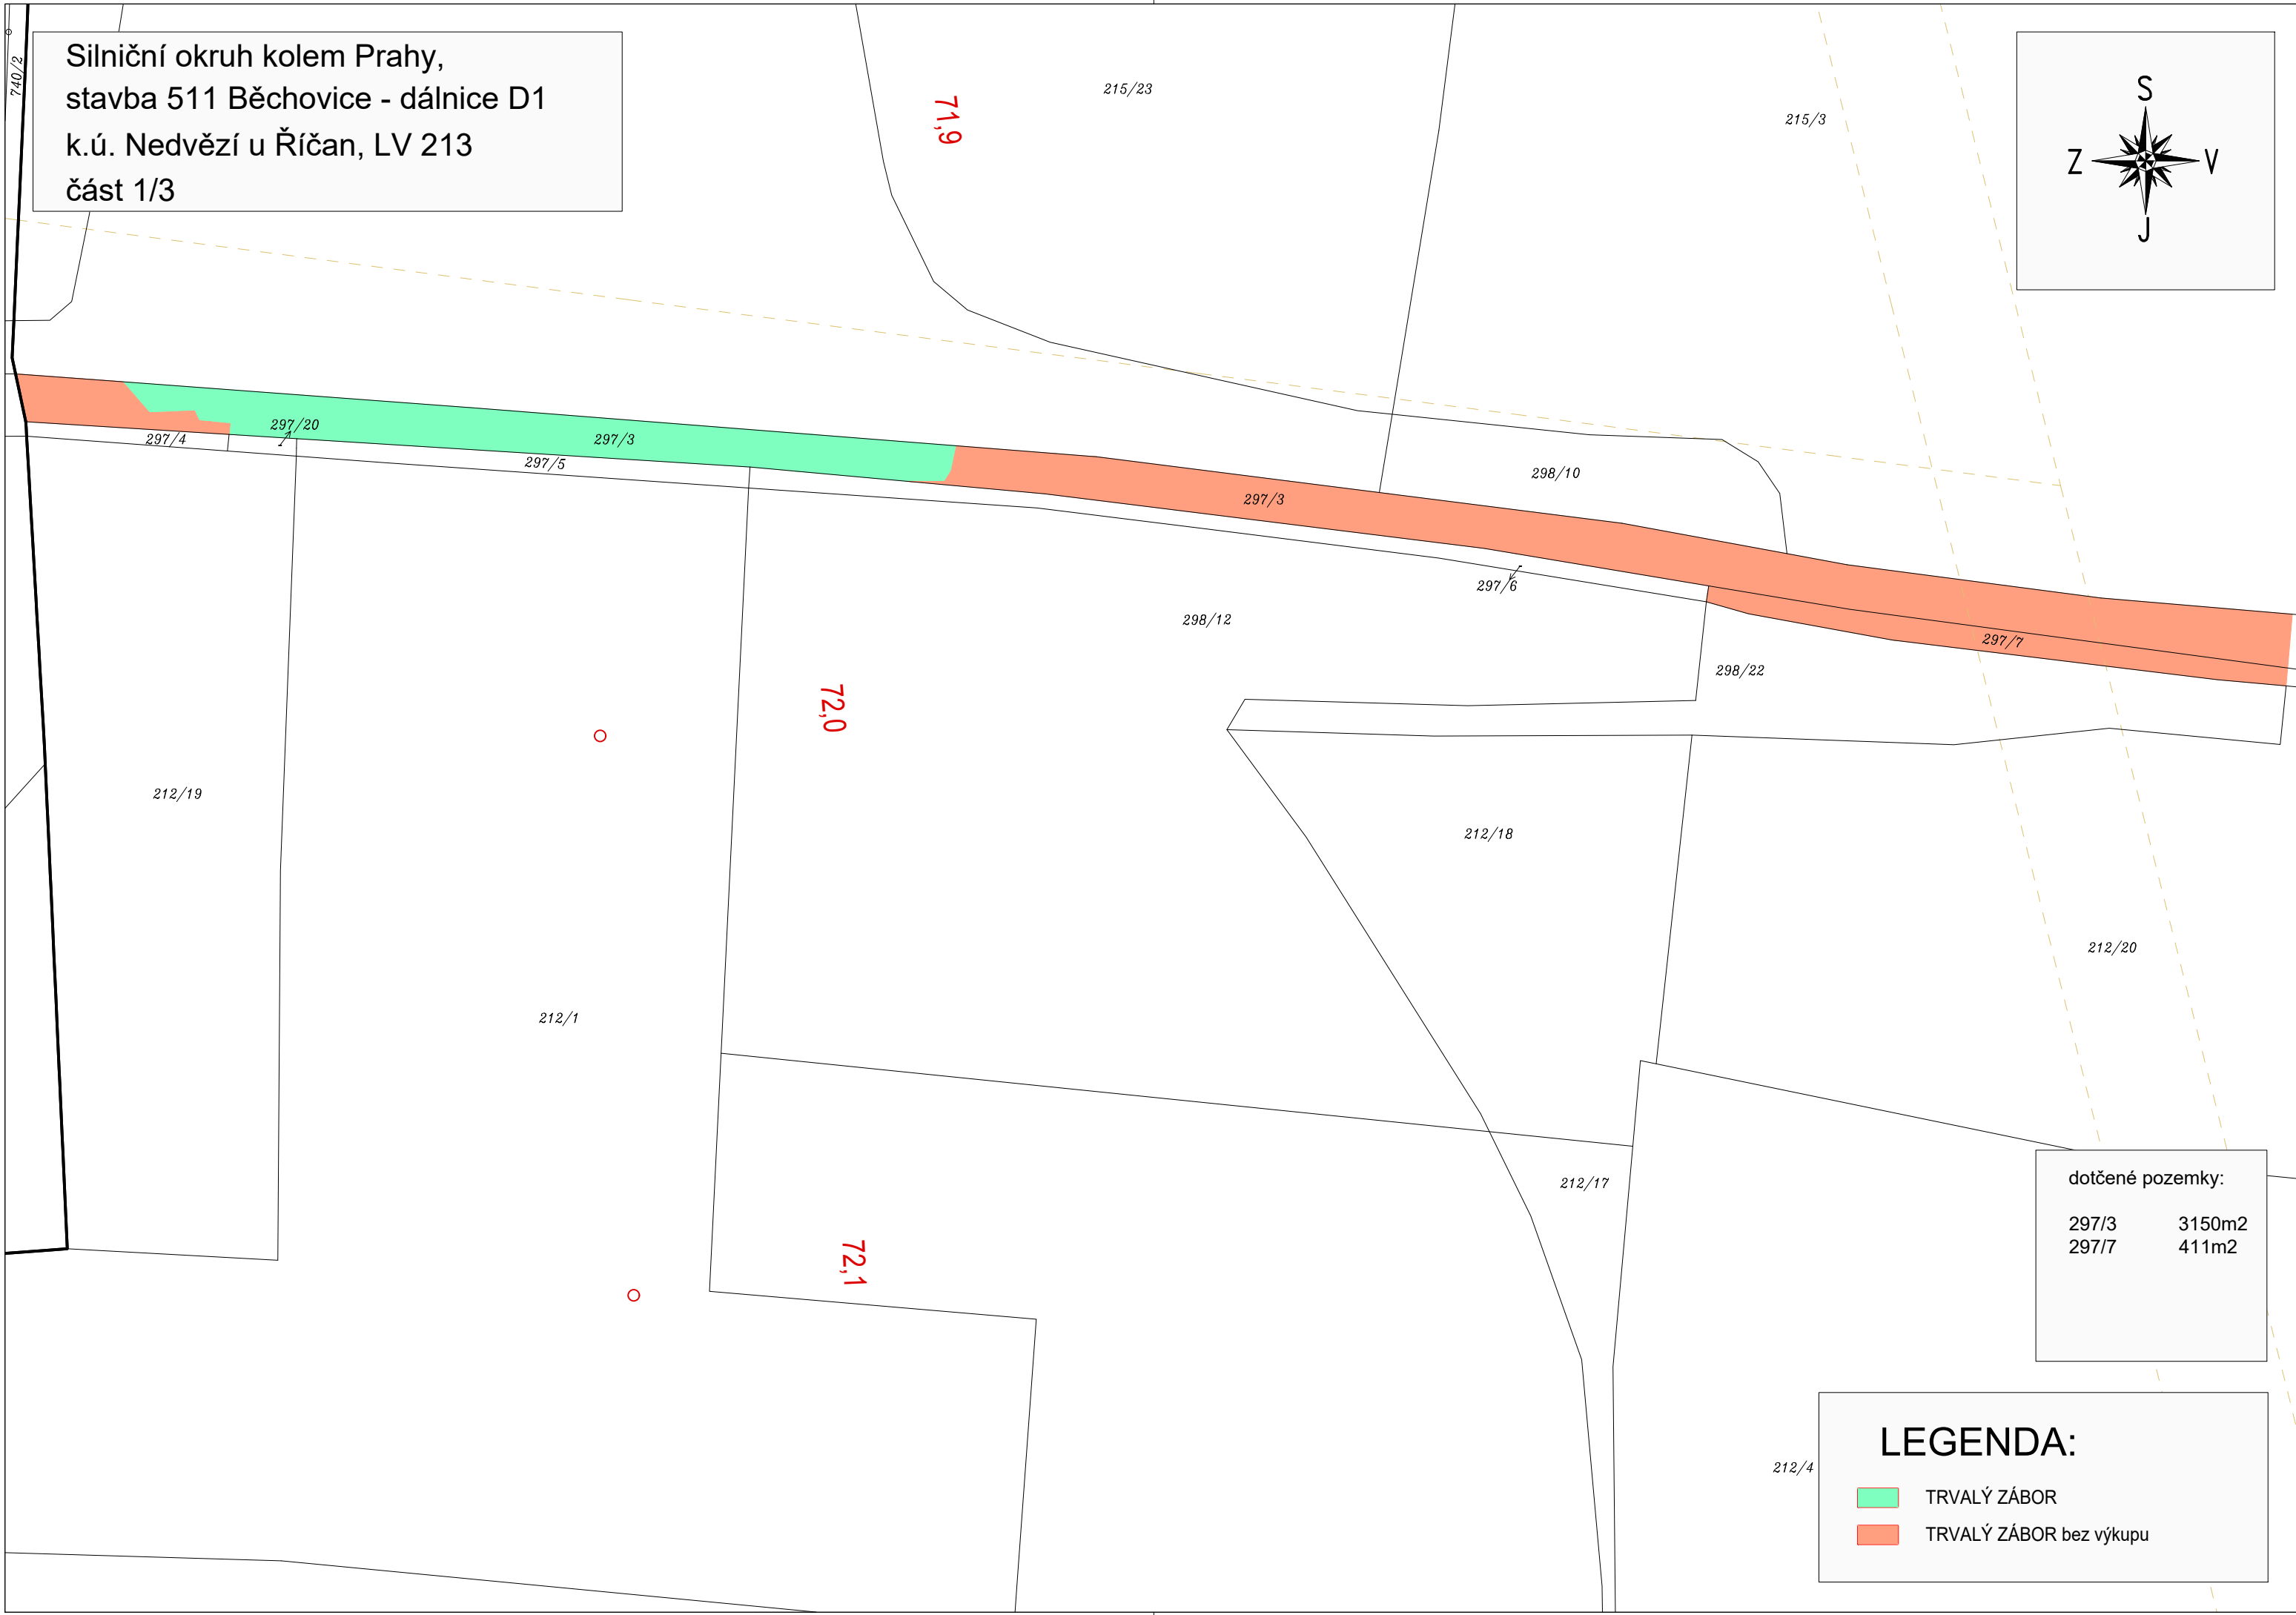 740/2
Silniční okruh kolem Prahy,
stavba 511 Běchovice - dálnice D1
k.ú. Nedvězí u Říčan, LV 213
část 1/3
71,9
215/23
215/3
S
Z
V
J
297/4
297/20
297/3
297/5
297/3
298/10
297/6
298/12
297/7
298/22
72,0
212/19
212/18
212/20
212/1
212/17
72,1
dotčené pozemky:
297/3 3150m2
297/7 411m2
212/4
LEGENDA:
TRVALÝ ZÁBOR
TRVALÝ ZÁBOR bez výkupu